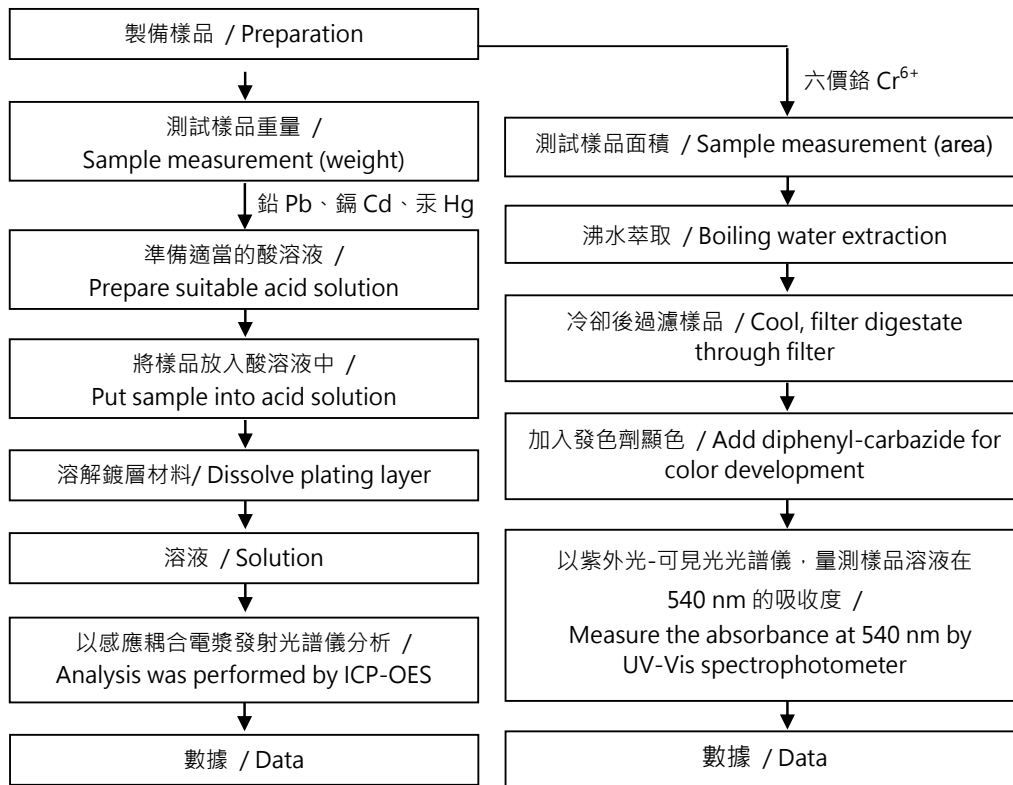 製備樣品 / Preparation
測試樣品重量 /
Sample measurement (weight)
鉛 Pb、鎘 Cd、汞 Hg
準備適當的酸溶液 /
Prepare suitable acid solution
將樣品放入酸溶液中 /
Put sample into acid solution
溶解鍍層材料/ Dissolve plating layer
溶液 / Solution
以感應耦合電漿發射光譜儀分析 /
Analysis was performed by ICP-OES
數據 / Data
六價鉻 Cr⁶⁺
測試樣品面積 / Sample measurement (area)
沸水萃取 / Boiling water extraction
冷卻後過濾樣品 / Cool, filter digestate
through filter
加入發色劑顯色 / Add diphenyl-carbazide for
color development
以紫外光-可見光光譜儀，量測樣品溶液在
540 nm 的吸收度 /
Measure the absorbance at 540 nm by
UV-Vis spectrophotometer
數據 / Data